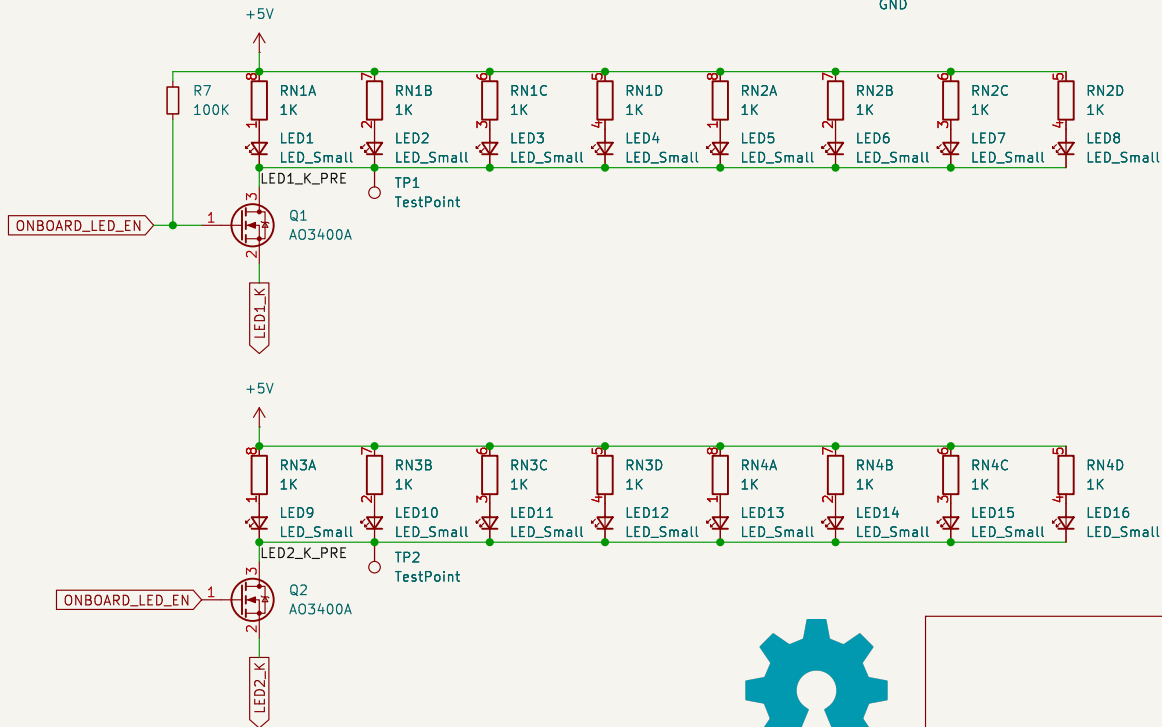 GND
+5V
R7
100K
8 RN1A 7 RN1B 6 RN1C 5 RN1D 8 RN2A 7 RN2B 6 RN2C 5 RN2D
1K 1K 1K 1K 1K 1K 1K 1K
1 2 3 4 1 2 3 4
LED1 LED2 LED3 LED4 LED5 LED6 LED7 LED8
LED_Small LED_Small LED_Small LED_Small LED_Small LED_Small LED_Small LED_Small
LED1_K_PRE
TP1
TestPoint
3
ONBOARD_LED_EN 1
Q1
AO3400A
2
LED1_K
+5V
8 RN3A 7 RN3B 6 RN3C 5 RN3D 8 RN4A 7 RN4B 6 RN4C 5 RN4D
1K 1K 1K 1K 1K 1K 1K 1K
1 2 3 4 1 2 3 4
LED9 LED10 LED11 LED12 LED13 LED14 LED15 LED16
LED_Small LED_Small LED_Small LED_Small LED_Small LED_Small LED_Small LED_Small
LED2_K_PRE
TP2
TestPoint
3
ONBOARD_LED_EN 1
Q2
AO3400A
2
LED2_K